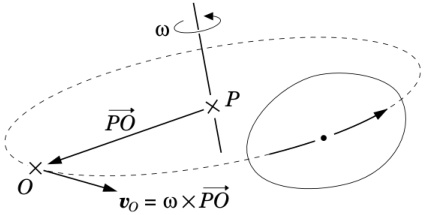 ω
P
PO
O
v_O = ω × PO